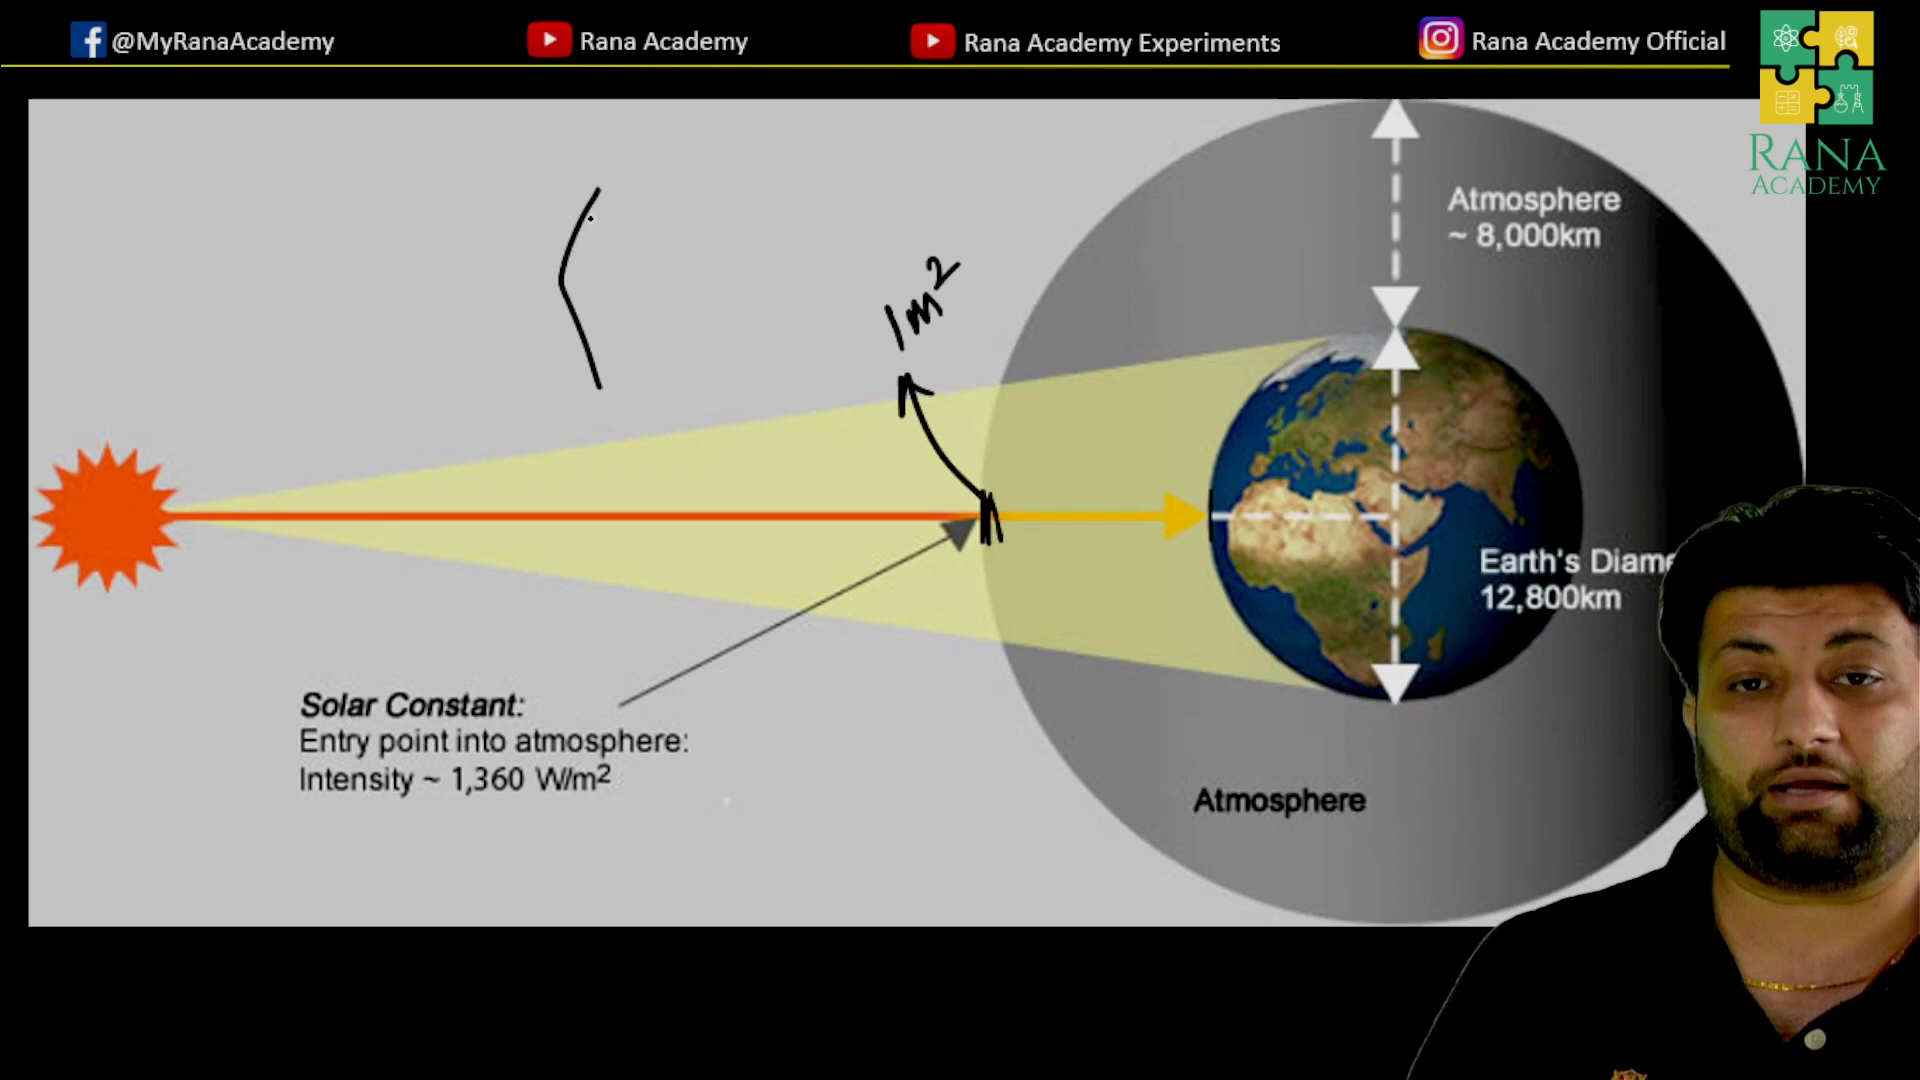 @MyRanaAcademy
Rana Academy
Rana Academy Experiments
Rana Academy Official
RANA
ACADEMY
Atmosphere
~ 8,000km
1m²
Earth's Diame
12,800km
Solar Constant:
Entry point into atmosphere:
Intensity ~ 1,360 W/m²
Atmosphere